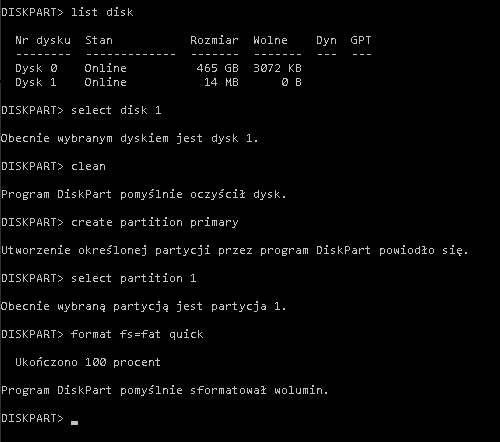 DISKPART> list disk
Nr dysku  Stan           Rozmiar  Wolne    Dyn  GPT
--------  -------------  -------  -------  ---  ---
Dysk 0    Online          465 GB  3072 KB
Dysk 1    Online           14 MB      0 B
DISKPART> select disk 1
Obecnie wybranym dyskiem jest dysk 1.
DISKPART> clean
Program DiskPart pomyślnie oczyścił dysk.
DISKPART> create partition primary
Utworzenie określonej partycji przez program DiskPart powiodło się.
DISKPART> select partition 1
Obecnie wybraną partycją jest partycja 1.
DISKPART> format fs=fat quick
Ukończono 100 procent
Program DiskPart pomyślnie sformatował wolumin.
DISKPART> _